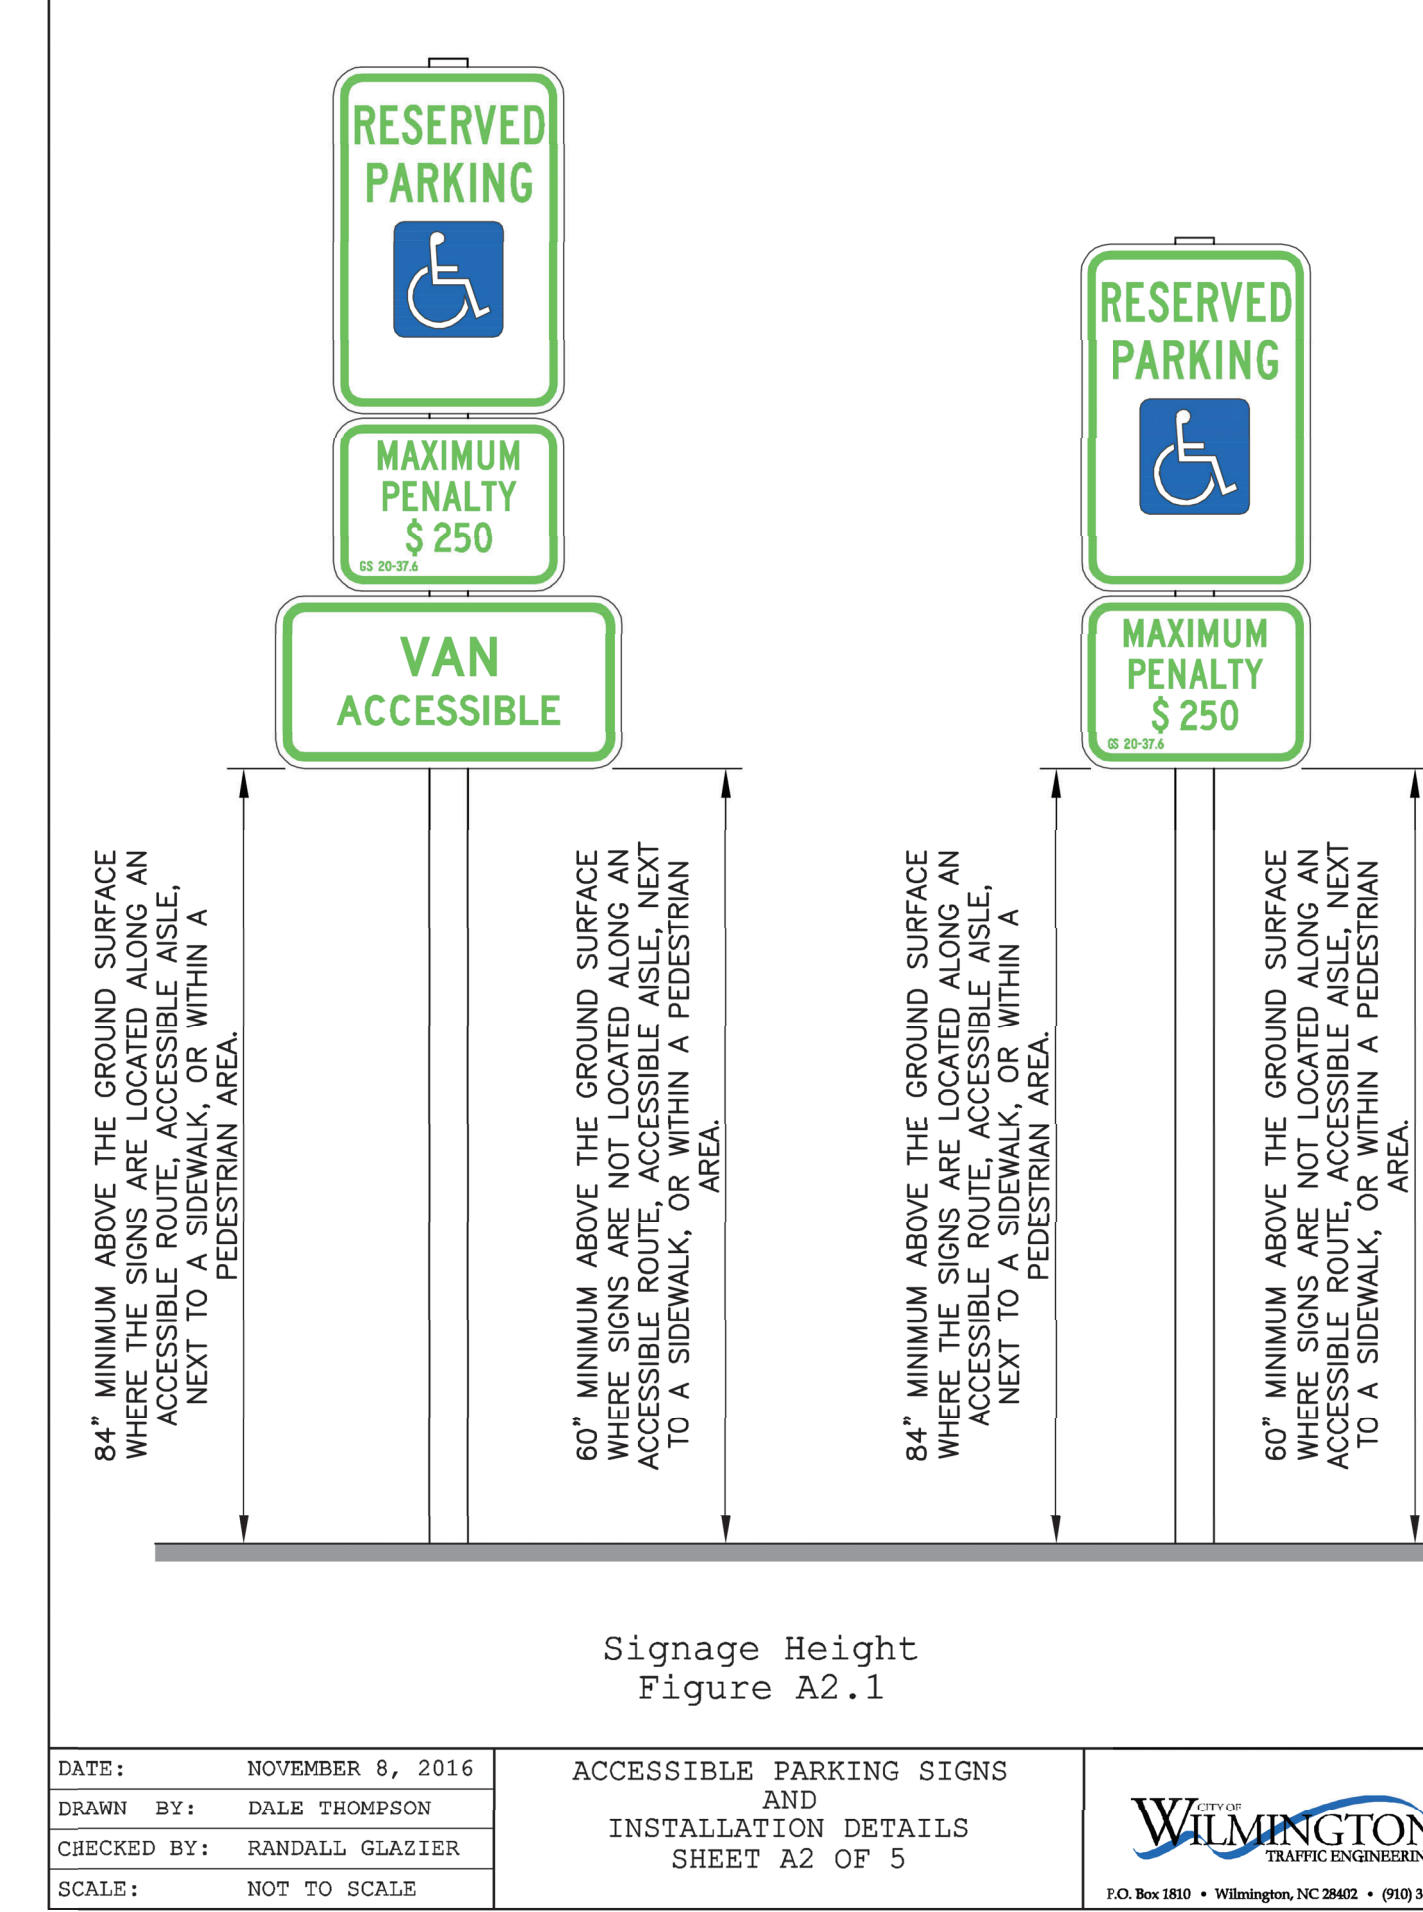 RESERVED
PARKING
MAXIMUM
PENALTY
$ 250
GS 20-37.6
VAN
ACCESSIBLE
RESERVED
PARKING
MAXIMUM
PENALTY
$ 250
GS 20-37.6
84" MINIMUM ABOVE THE GROUND SURFACE
WHERE THE SIGNS ARE LOCATED ALONG AN
ACCESSIBLE ROUTE, ACCESSIBLE AISLE,
NEXT TO A SIDEWALK, OR WITHIN A
PEDESTRIAN AREA.
60" MINIMUM ABOVE THE GROUND SURFACE
WHERE SIGNS ARE NOT LOCATED ALONG AN
ACCESSIBLE ROUTE, ACCESSIBLE AISLE, NEXT
TO A SIDEWALK, OR WITHIN A PEDESTRIAN
AREA.
84" MINIMUM ABOVE THE GROUND SURFACE
WHERE THE SIGNS ARE LOCATED ALONG AN
ACCESSIBLE ROUTE, ACCESSIBLE AISLE,
NEXT TO A SIDEWALK, OR WITHIN A
PEDESTRIAN AREA.
60" MINIMUM ABOVE THE GROUND SURFACE
WHERE SIGNS ARE NOT LOCATED ALONG AN
ACCESSIBLE ROUTE, ACCESSIBLE AISLE, NEXT
TO A SIDEWALK, OR WITHIN A PEDESTRIAN
AREA.
Signage Height
Figure A2.1
DATE: NOVEMBER 8, 2016
DRAWN BY: DALE THOMPSON
CHECKED BY: RANDALL GLAZIER
SCALE: NOT TO SCALE
ACCESSIBLE PARKING SIGNS
AND
INSTALLATION DETAILS
SHEET A2 OF 5
CITY OF
WILMINGTON
TRAFFIC ENGINEERIN
P.O. Box 1810 • Wilmington, NC 28402 • (910) 3